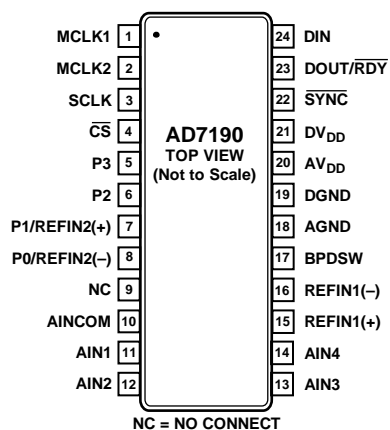 MCLK1 1
MCLK2 2
SCLK 3
C̅S̅ 4
P3 5
P2 6
P1/REFIN2(+) 7
P0/REFIN2(–) 8
NC 9
AINCOM 10
AIN1 11
AIN2 12
AD7190
TOP VIEW
(Not to Scale)
24 DIN
23 DOUT/R̅D̅Y̅
22 S̅Y̅N̅C̅
21 DVDD
20 AVDD
19 DGND
18 AGND
17 BPDSW
16 REFIN1(–)
15 REFIN1(+)
14 AIN4
13 AIN3
NC = NO CONNECT